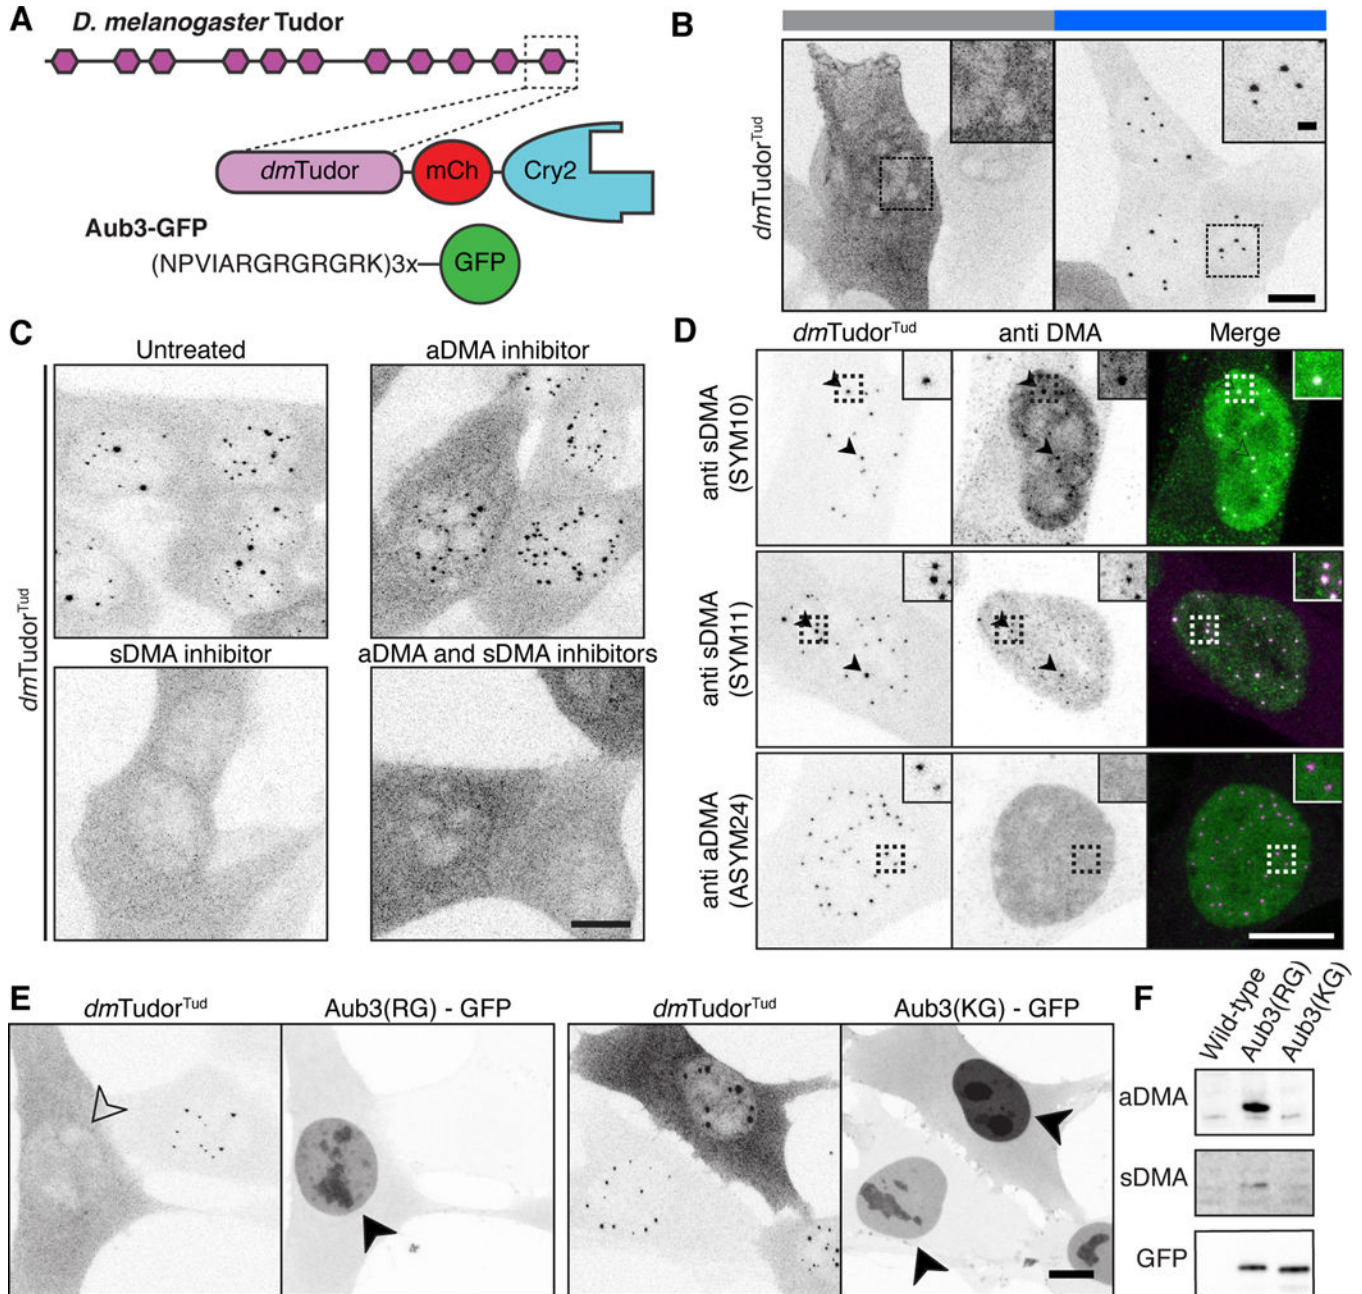 A
D. melanogaster Tudor
dmTudor
mCh
Cry2
Aub3-GFP
(NPVIARGRGRGRK)3x
GFP
B
dmTudorTud
C
Untreated
aDMA inhibitor
sDMA inhibitor
aDMA and sDMA inhibitors
dmTudorTud
D
dmTudorTud
anti DMA
Merge
anti sDMA
(SYM10)
anti sDMA
(SYM11)
anti aDMA
(ASYM24)
E
dmTudorTud
Aub3(RG) - GFP
dmTudorTud
Aub3(KG) - GFP
F
Wild-type
Aub3(RG)
Aub3(KG)
aDMA
sDMA
GFP